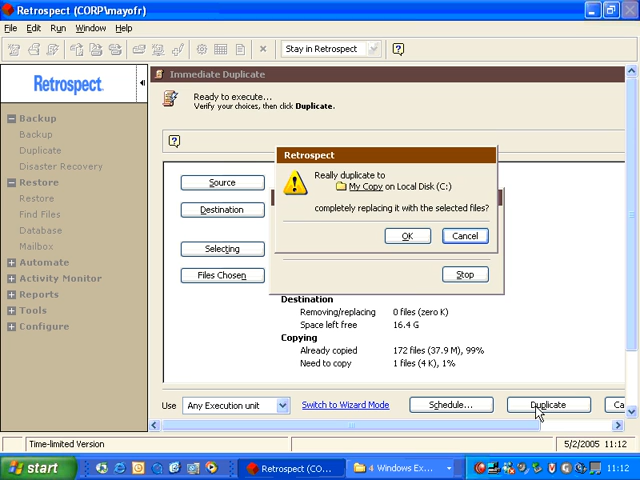 Retrospect (CORP\mayofr)
File Edit Run Window Help
Stay in Retrospect
Retrospect
Immediate Duplicate
Ready to execute...
Verify your choices, then click Duplicate.
Backup
Backup
Duplicate
Disaster Recovery
Restore
Restore
Find Files
Database
Mailbox
Automate
Activity Monitor
Reports
Tools
Configure
Source
Destination
Selecting
Files Chosen
Retrospect
Really duplicate to
My Copy on Local Disk (C:)
completely replacing it with the selected files?
OK Cancel
Stop
Destination
Removing/replacing 0 files (zero K)
Space left free 16.4 G
Copying
Already copied 172 files (37.9 M), 99%
Need to copy 1 files (4 K), 1%
Use Any Execution unit Switch to Wizard Mode Schedule... Duplicate Ca
Time-limited Version 5/2/2005 11:12
start Retrospect (CO... 4 Windows Ex... 11:12